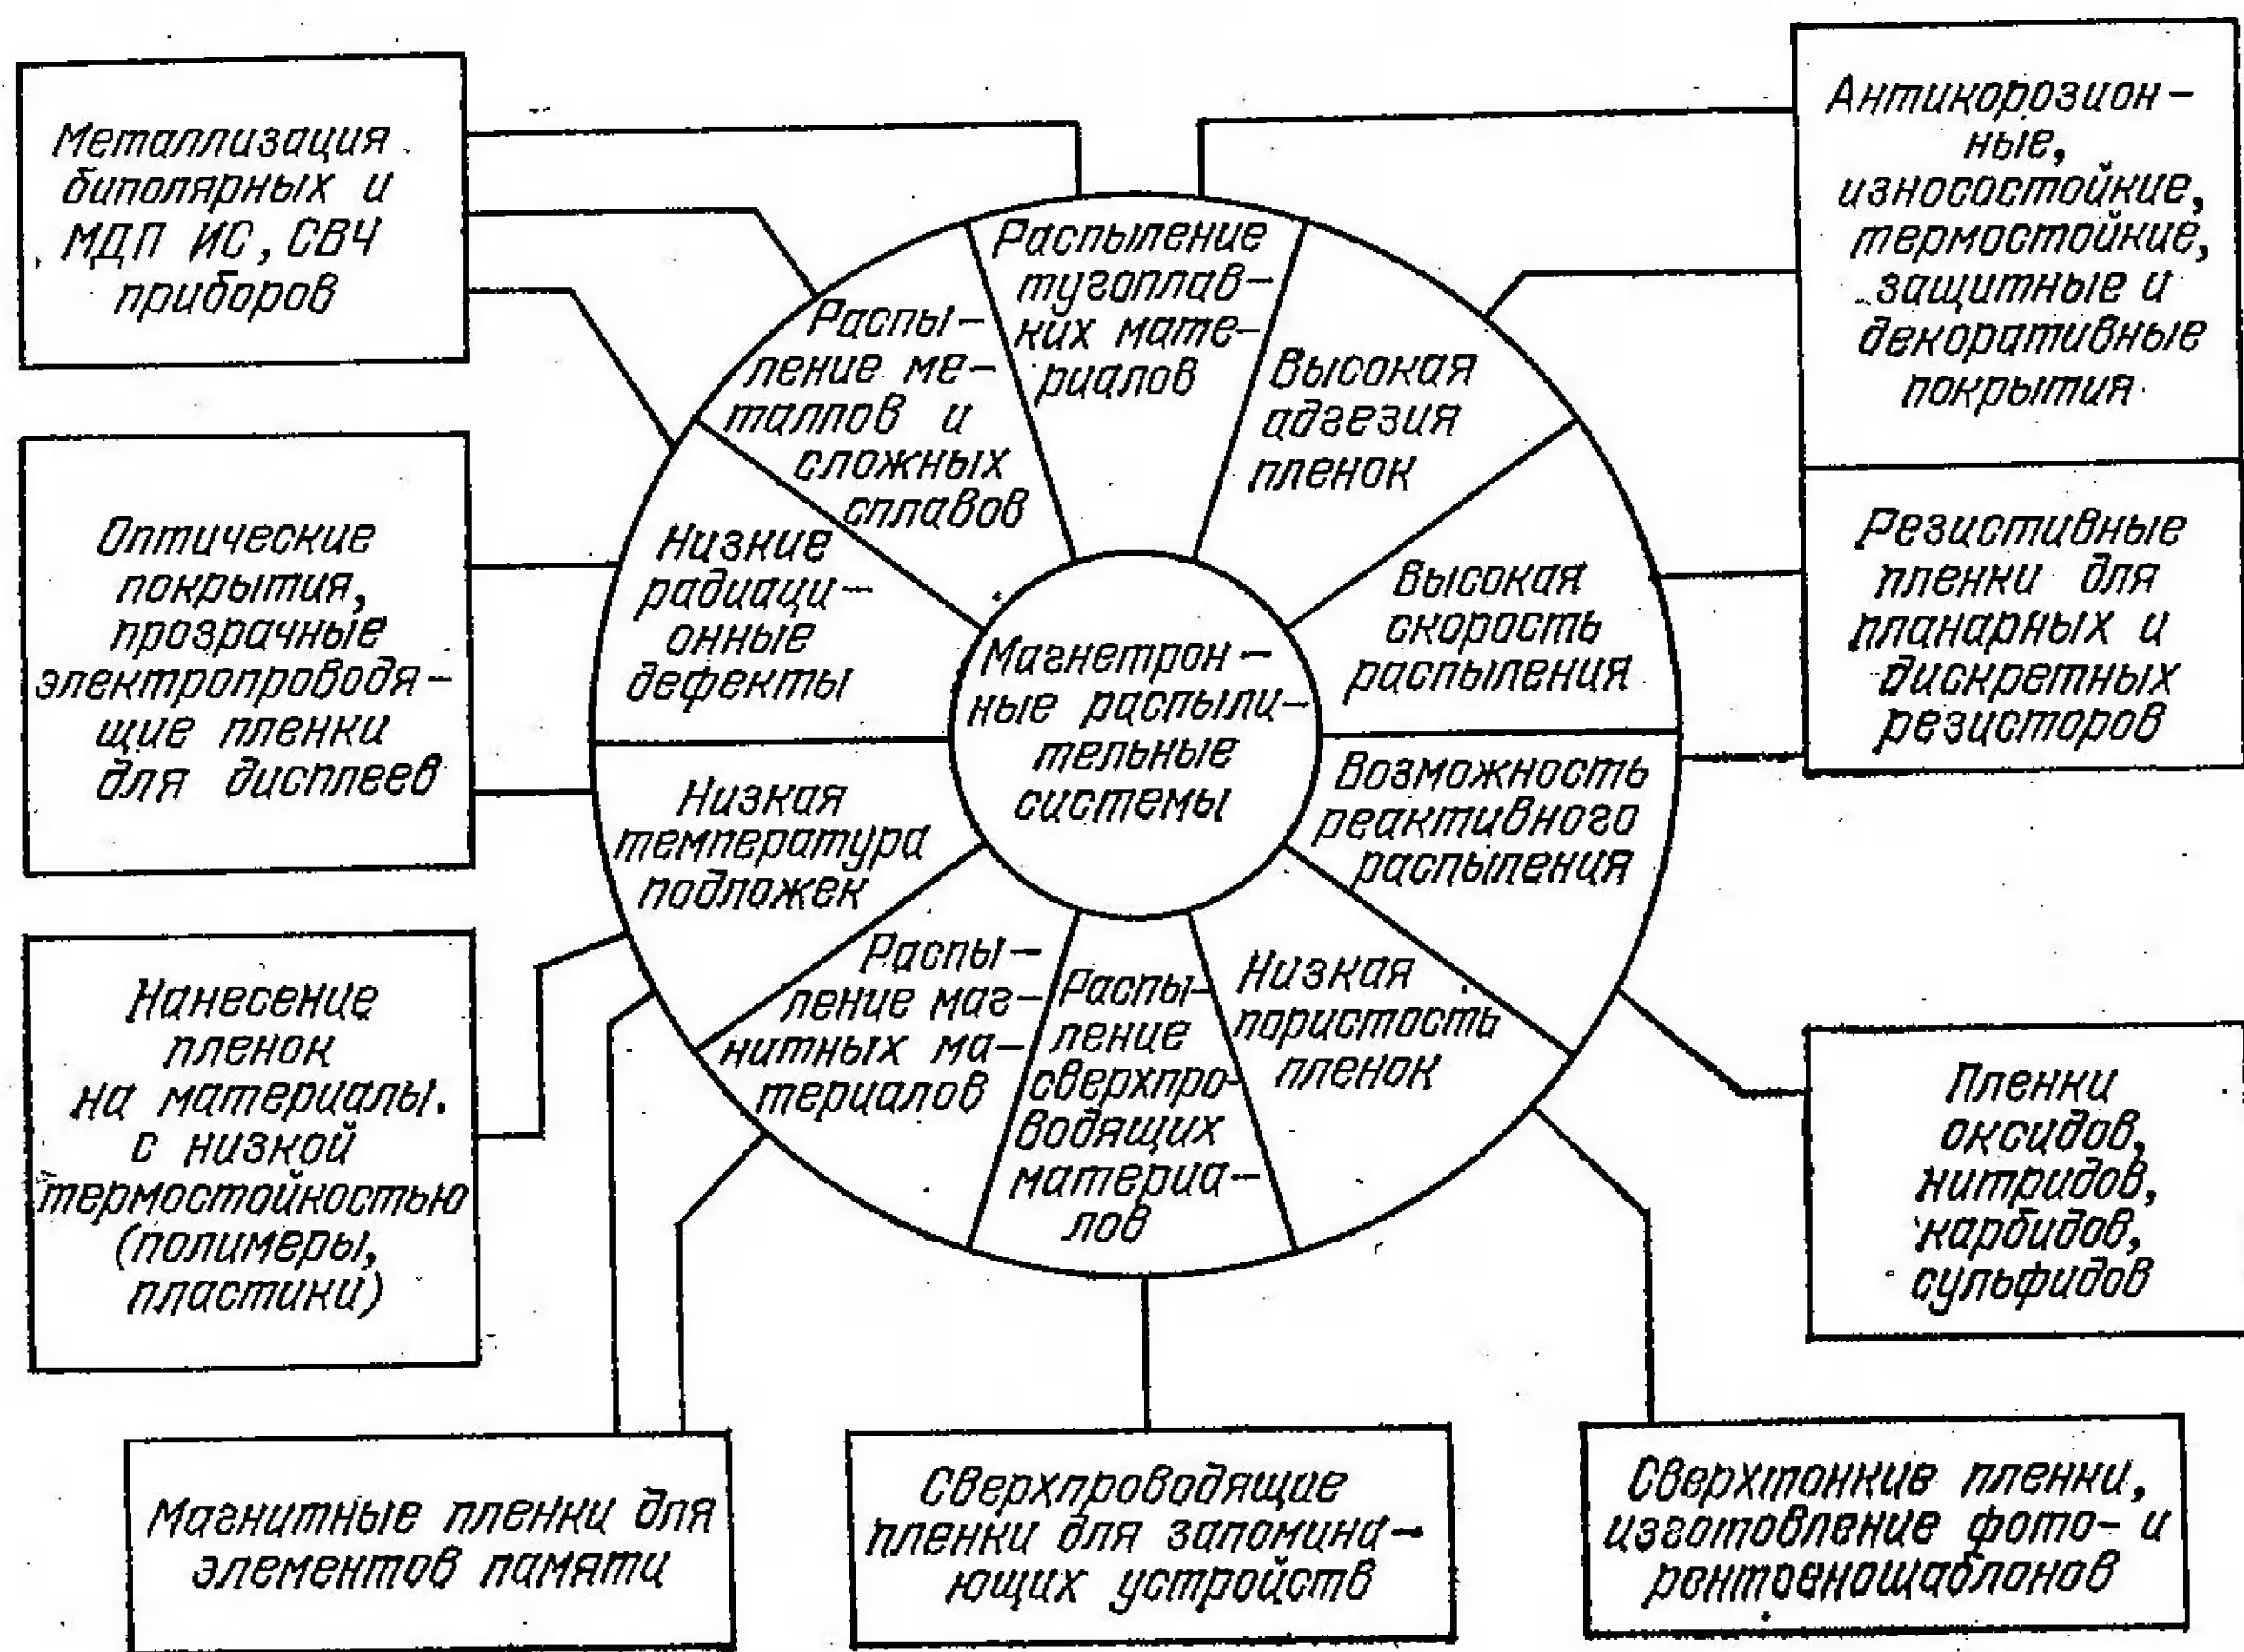 Металлизация
биполярных и
МДП ИС, СВЧ
приборов
Оптические
покрытия,
прозрачные
электропроводя-
щие пленки
для дисплеев
Нанесение
пленок
на материалы.
с низкой
термостойкостью
(полимеры,
пластики)
Магнитные пленки для
элементов памяти
Сверхпроводящие
пленки для запомина-
ющих устройств
Сверхтонкие пленки,
изготовление фото- и
рентгеношаблонов
Пленки
оксидов,
нитридов,
карбидов,
сульфидов
Резистивные
пленки для
планарных и
дискретных
резисторов
Антикорозион-
ные,
износостойкие,
термостойкие,
защитные и
декоративные
покрытия
Распыление
тугоплав-
ких мате-
риалов
Высокая
адгезия
пленок
Высокая
скорость
распыления
Возможность
реактивного
распыления
Низкая
пористость
пленок
Распы-
ление
сверхпро-
водящих
материа-
лов
Распы-
ление маг-
нитных ма-
териалов
Низкая
температура
подложек
Низкие
радиаци-
онные
дефекты
Распы-
ление ме-
таллов и
сложных
сплавов
Магнетрон-
ные распыли-
тельные
системы